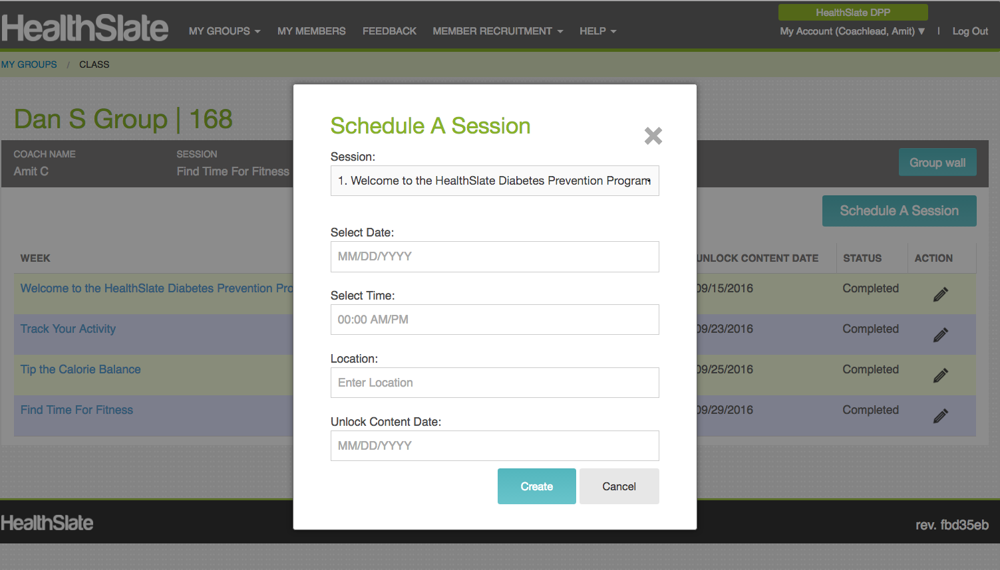 HealthSlate
MY GROUPS
MY MEMBERS
FEEDBACK
MEMBER RECRUITMENT
HELP
HealthSlate DPP
My Account (Coachlead, Amit) ▼ | Log Out
MY GROUPS / CLASS
Dan S Group | 168
COACH NAME
Amit C
SESSION
Find Time For Fitness
Group wall
Schedule A Session
WEEK
UNLOCK CONTENT DATE
STATUS
ACTION
Welcome to the HealthSlate Diabetes Prevention Pro
09/15/2016
Completed
Track Your Activity
09/23/2016
Completed
Tip the Calorie Balance
09/25/2016
Completed
Find Time For Fitness
09/29/2016
Completed
Schedule A Session
Session:
1. Welcome to the HealthSlate Diabetes Prevention Program
Select Date:
MM/DD/YYYY
Select Time:
00:00 AM/PM
Location:
Enter Location
Unlock Content Date:
MM/DD/YYYY
Create
Cancel
HealthSlate
rev. fbd35eb